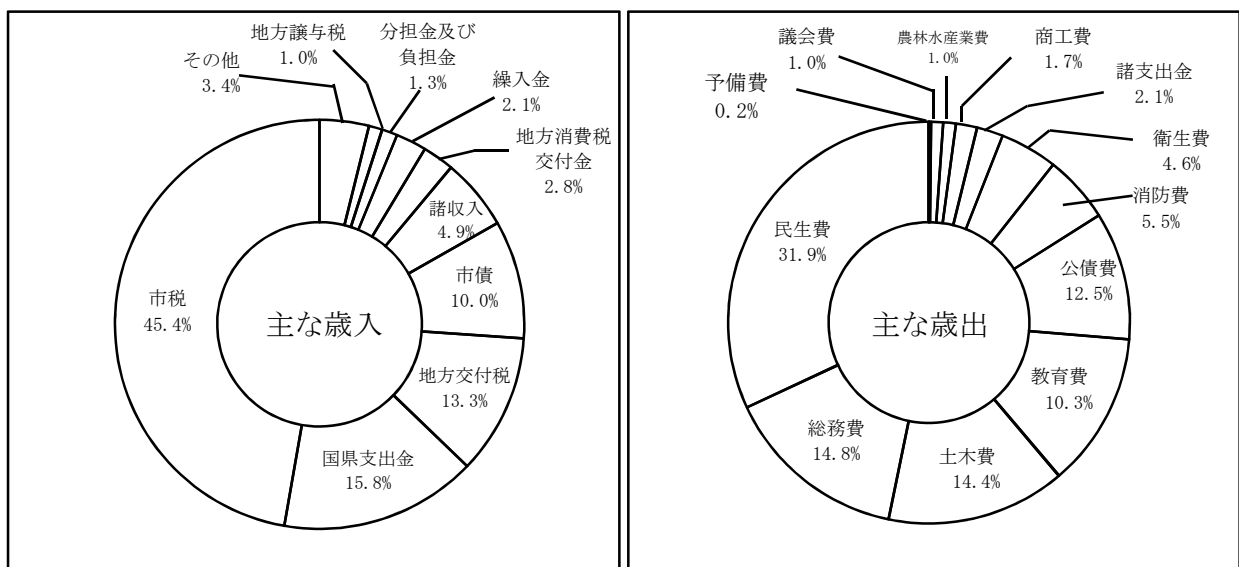 地方譲与税
1.0%
分担金及び
負担金
1.3%
その他
3.4%
繰入金
2.1%
地方消費税
交付金
2.8%
諸収入
4.9%
市債
10.0%
地方交付税
13.3%
国県支出金
15.8%
市税
45.4%
主な歳入
議会費
1.0%
農林水産業費
1.0%
商工費
1.7%
予備費
0.2%
諸支出金
2.1%
衛生費
4.6%
消防費
5.5%
公債費
12.5%
教育費
10.3%
土木費
14.4%
総務費
14.8%
民生費
31.9%
主な歳出